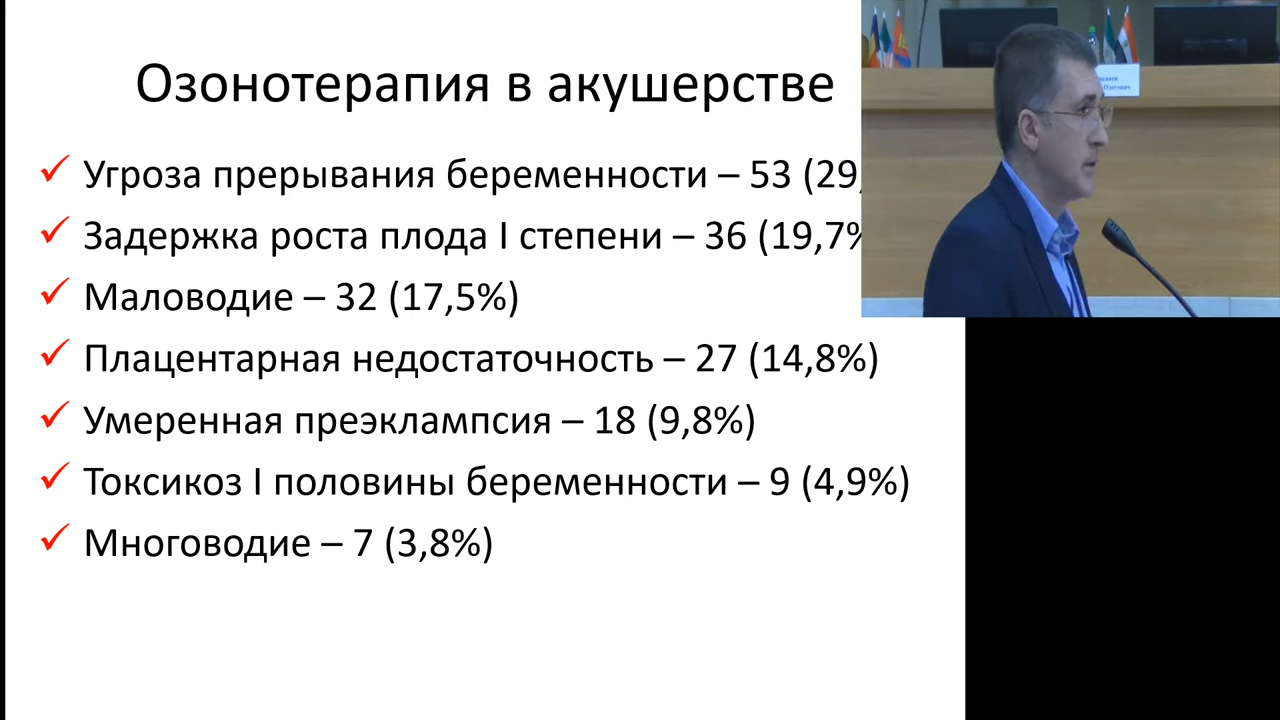 Озонотерапия в акушерстве
Угроза прерывания беременности – 53 (29,
Задержка роста плода I степени – 36 (19,7%
Маловодие – 32 (17,5%)
Плацентарная недостаточность – 27 (14,8%)
Умеренная преэклампсия – 18 (9,8%)
Токсикоз I половины беременности – 9 (4,9%)
Многоводие – 7 (3,8%)